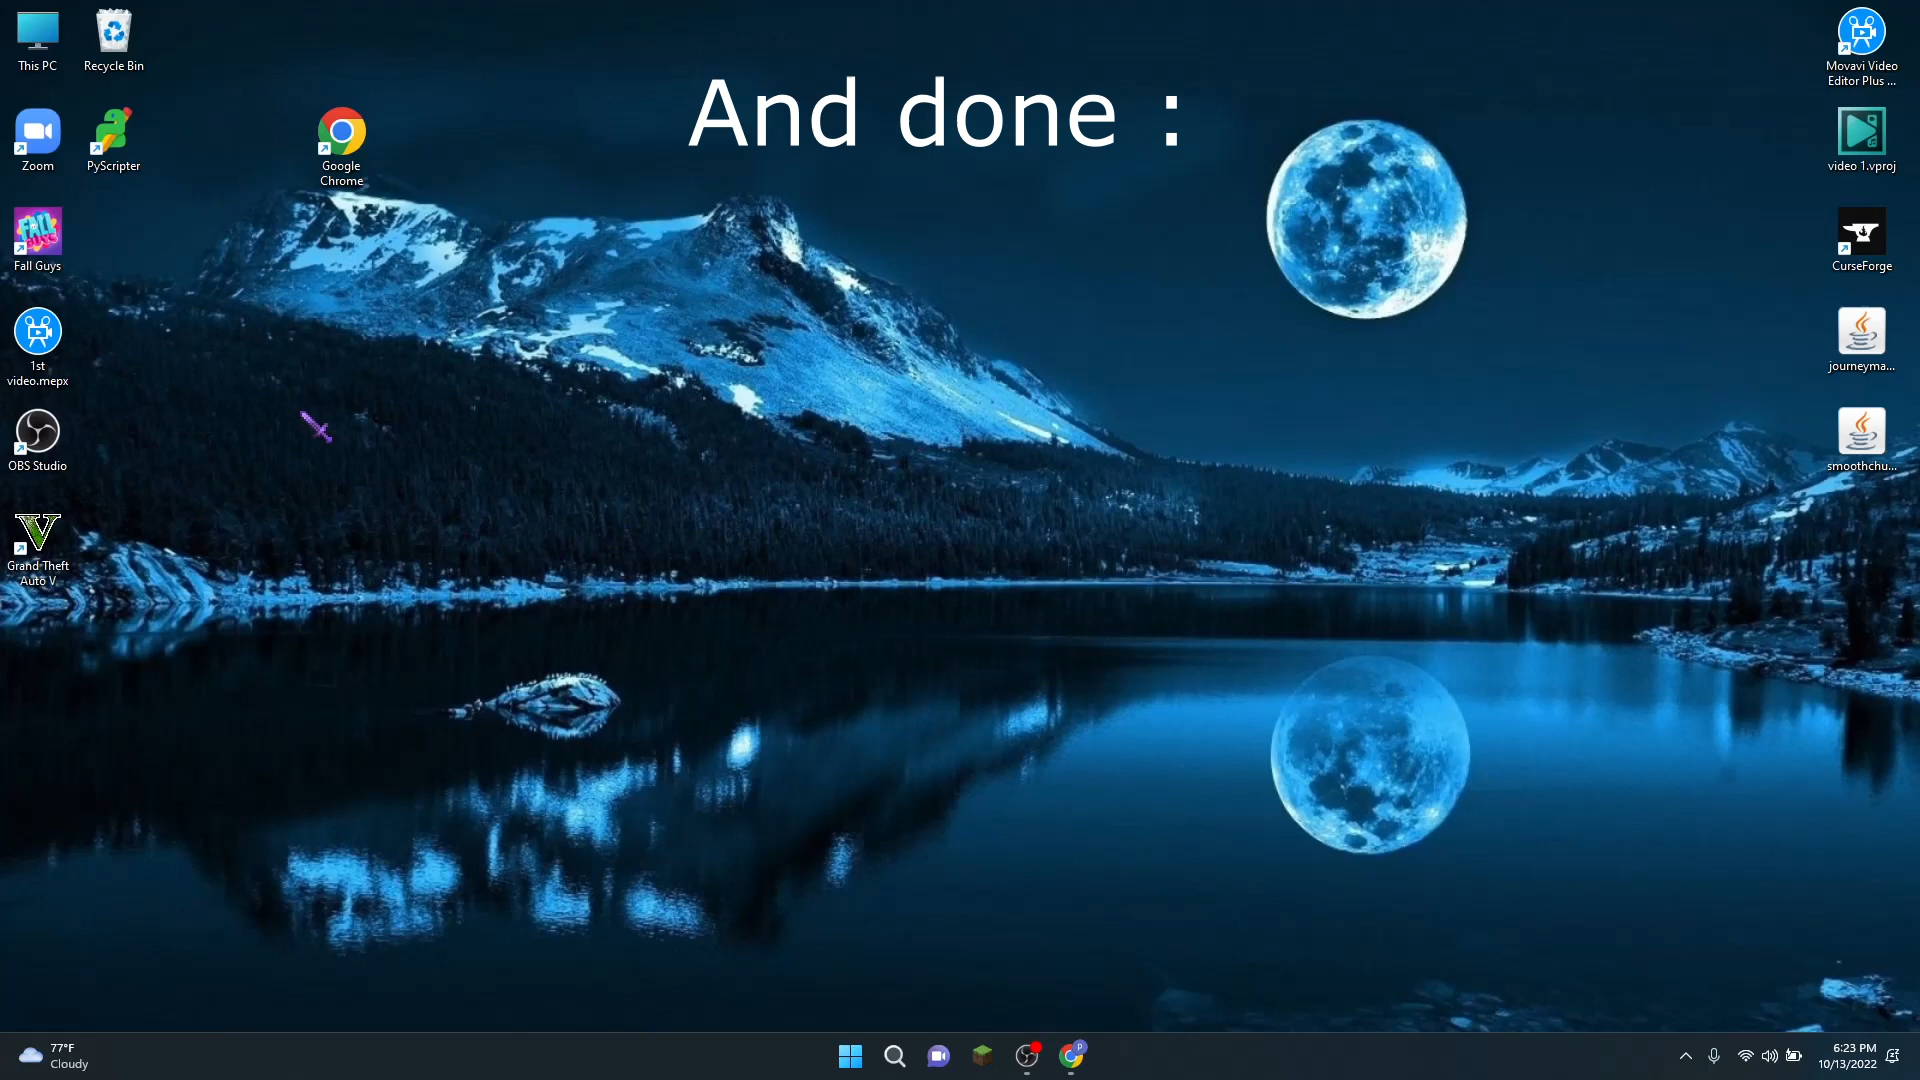 This PC
Recycle Bin
And done :
Movavi Video
Editor Plus ...
Zoom
PyScripter
Google
Chrome
video 1.vproj
FALL GUYS
Fall Guys
CurseForge
1st
video.mepx
journeyma...
OBS Studio
smoothchu...
V
Grand Theft
Auto V
77°F
Cloudy
P
6:23 PM
10/13/2022